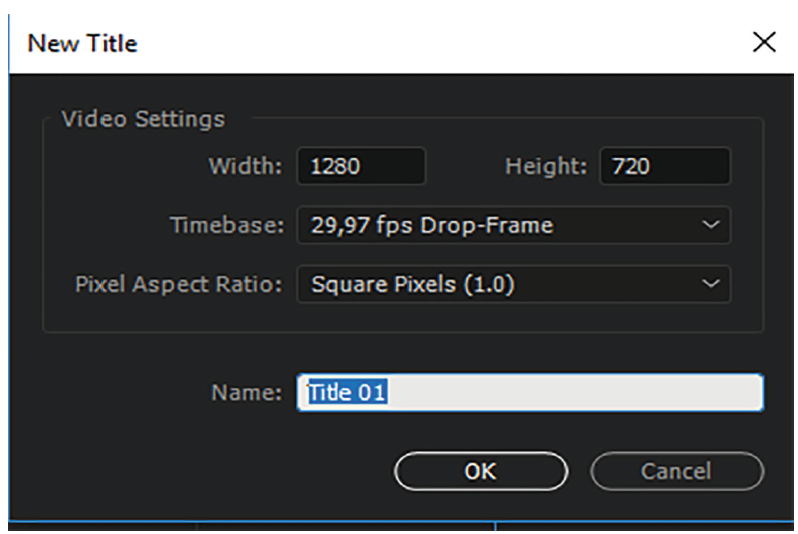 New Title
Video Settings
Width: 1280 Height: 720
Timebase: 29,97 fps Drop-Frame
Pixel Aspect Ratio: Square Pixels (1.0)
Name: Title 01
OK Cancel